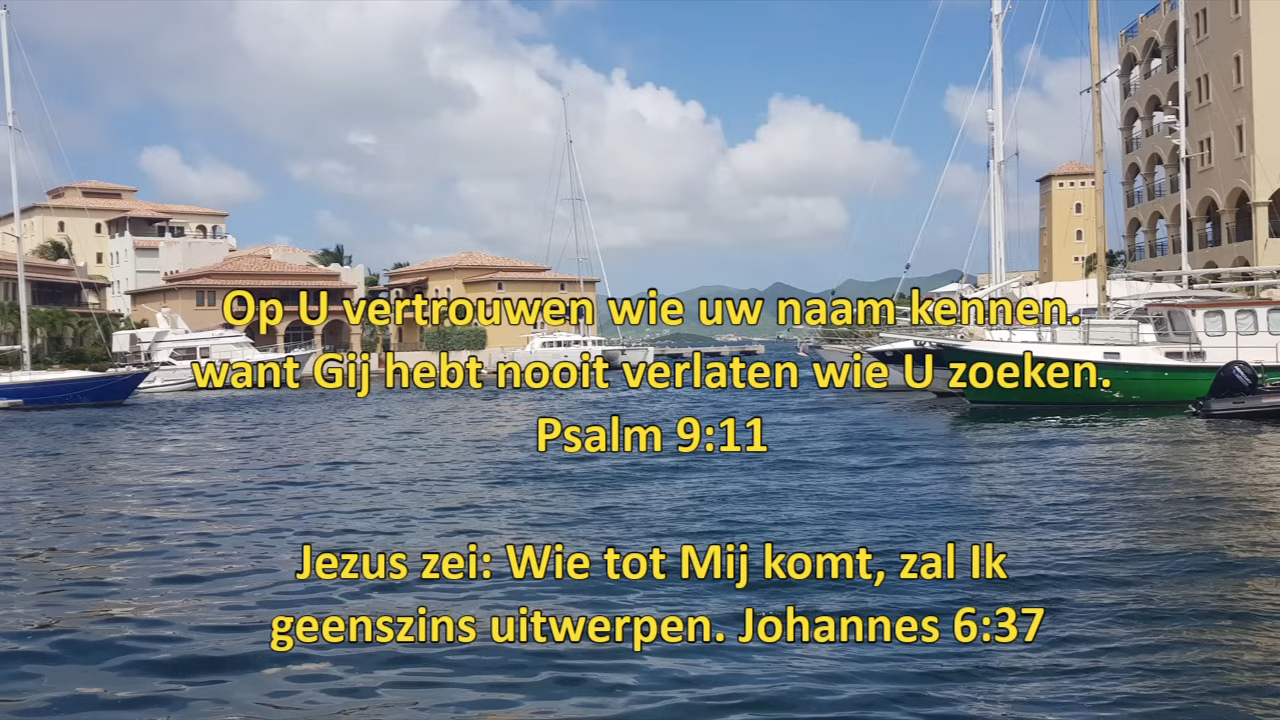 Op U vertrouwen wie uw naam kennen.
want Gij hebt nooit verlaten wie U zoeken.
Psalm 9:11
Jezus zei: Wie tot Mij komt, zal Ik
geenszins uitwerpen. Johannes 6:37